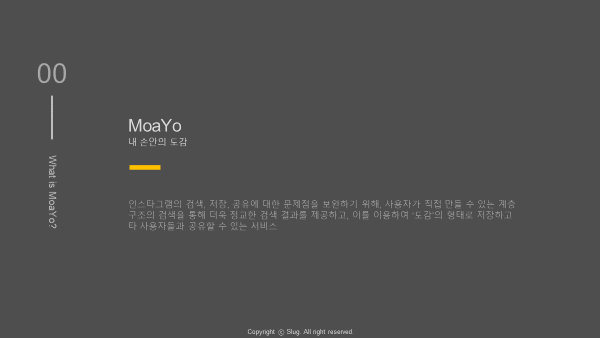 00
What is MoaYo?
MoaYo
내 손안의 도감
인스타그램의 검색, 저장, 공유에 대한 문제점을 보완하기 위해, 사용자가 직접 만들 수 있는 계층
구조의 검색을 통해 더욱 정교한 검색 결과를 제공하고, 이를 이용하여 '도감'의 형태로 저장하고
타 사용자들과 공유할 수 있는 서비스
Copyright ⓒ Slug. All right reserved.